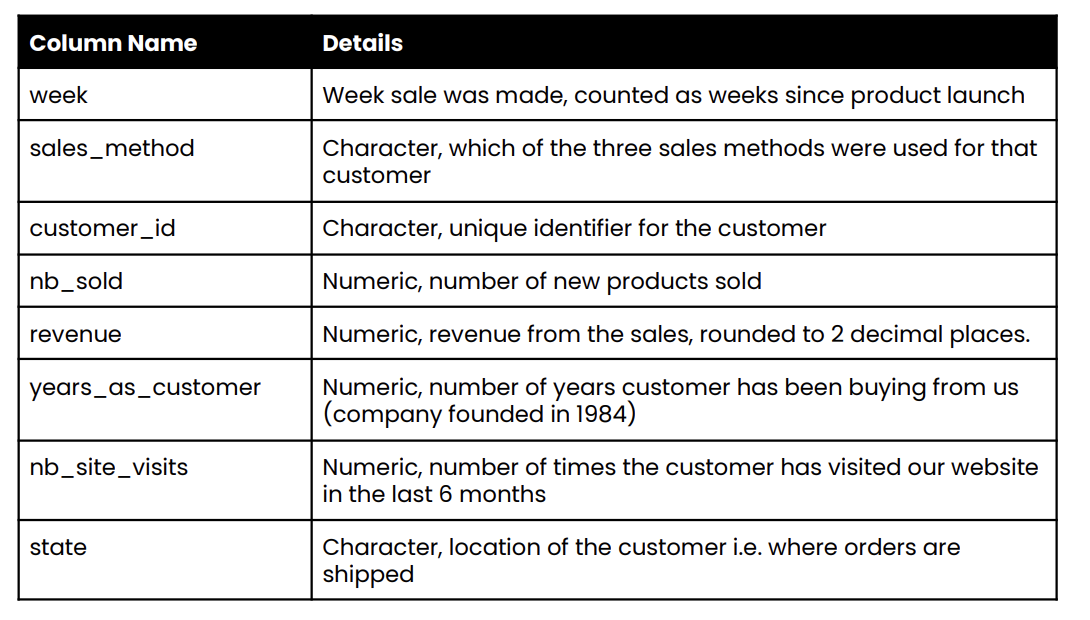 Column Name
Details
week
Week sale was made, counted as weeks since product launch
sales_method
Character, which of the three sales methods were used for that
customer
customer_id
Character, unique identifier for the customer
nb_sold
Numeric, number of new products sold
revenue
Numeric, revenue from the sales, rounded to 2 decimal places.
years_as_customer
Numeric, number of years customer has been buying from us
(company founded in 1984)
nb_site_visits
Numeric, number of times the customer has visited our website
in the last 6 months
state
Character, location of the customer i.e. where orders are
shipped